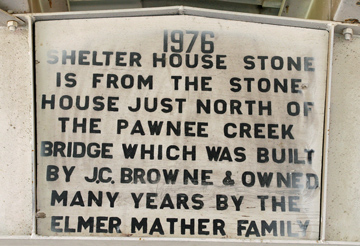 1976
SHELTER HOUSE STONE
IS FROM THE STONE
HOUSE JUST NORTH OF
THE PAWNEE CREEK
BRIDGE WHICH WAS BUILT
BY J.C. BROWNE & OWNED
MANY YEARS BY THE
ELMER MATHER FAMILY